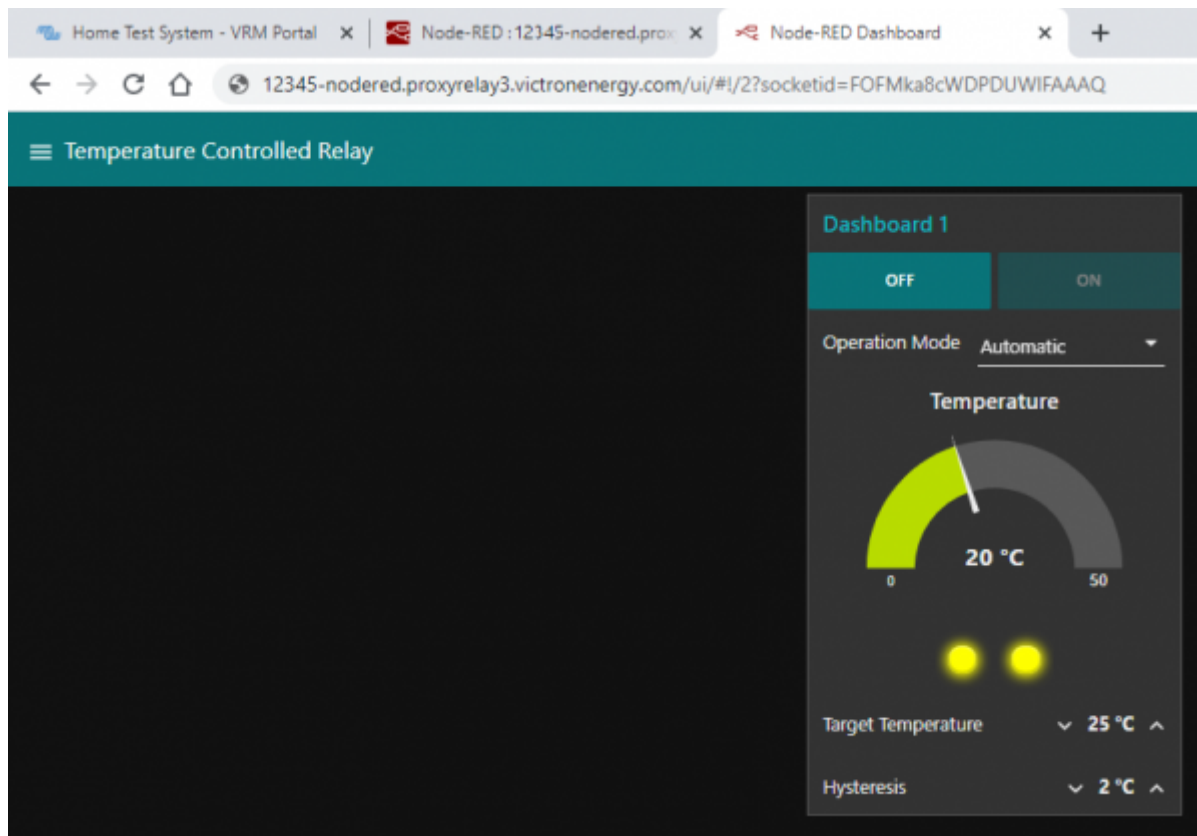 Home Test System - VRM Portal
Node-RED : 12345-nodered.prox
Node-RED Dashboard
12345-nodered.proxyrelay3.victronenergy.com/ui/#!/2?socketid=FOFMka8cWDPDUWIFAAAQ
Temperature Controlled Relay
Dashboard 1
OFF ON
Operation Mode Automatic
Temperature
20 °C
0 50
Target Temperature 25 °C
Hysteresis 2 °C